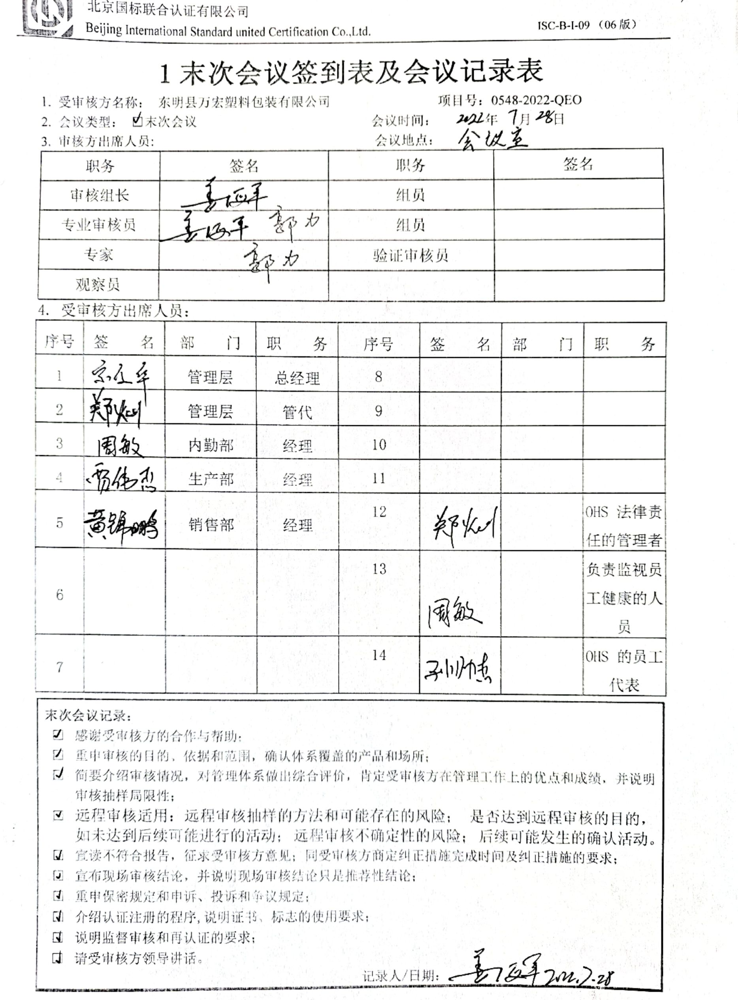 北京国标联合认证有限公司
Beijing International Standard united Certification Co.,Ltd.
ISC-B-I-09 （06 版）
1 末次会议签到表及会议记录表
1. 受审核方名称： 东明县万宏塑料包装有限公司 项目号：0548-2022-QEO
2. 会议类型： ☑末次会议 会议时间： 2022年 7月 28日
3. 审核方出席人员: 会议地点： 会议室
职务 签名 职务 签名
审核组长 姜海军 组员
专业审核员 姜海军 郭力 组员
专家 郭力 验证审核员
观察员
4. 受审核方出席人员：
序号 签 名 部 门 职 务 序号 签 名 部 门 职 务
1 管理层 总经理 8
2 郑灿 管理层 管代 9
3 周敏 内勤部 经理 10
4 贾伟杰 生产部 经理 11
5 黄锦鹏 销售部 经理 12 郑灿 OHS 法律责
任的管理者
6 13 周敏 负责监视员
工健康的人
员
7 14 OHS 的员工
代表
末次会议记录:
☑ 感谢受审核方的合作与帮助;
☑ 重申审核的目的、依据和范围，确认体系覆盖的产品和场所;
☑ 简要介绍审核情况，对管理体系做出综合评价，肯定受审核方在管理工作上的优点和成绩，并说明
审核抽样局限性;
☑ 远程审核适用：远程审核抽样的方法和可能存在的风险； 是否达到远程审核的目的，
如未达到后续可能进行的活动；远程审核不确定性的风险；后续可能发生的确认活动。
☑ 宣读不符合报告，征求受审核方意见；同受审核方商定纠正措施完成时间及纠正措施的要求;
☑ 宣布现场审核结论，并说明现场审核结论只是推荐性结论;
☑ 重申保密规定和申诉、投诉和争议规定;
☑ 介绍认证注册的程序,说明证书、标志的使用要求;
☑ 说明监督审核和再认证的要求;
☑ 请受审核方领导讲话。
记录人/日期: 姜海军 2022.7.28